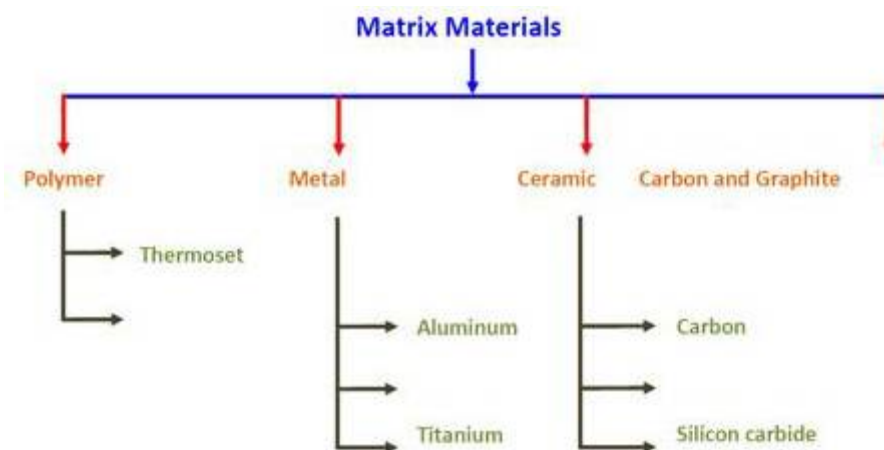 Matrix Materials
Polymer
Metal
Ceramic
Carbon and Graphite
Thermoset
Aluminum
Carbon
Titanium
Silicon carbide